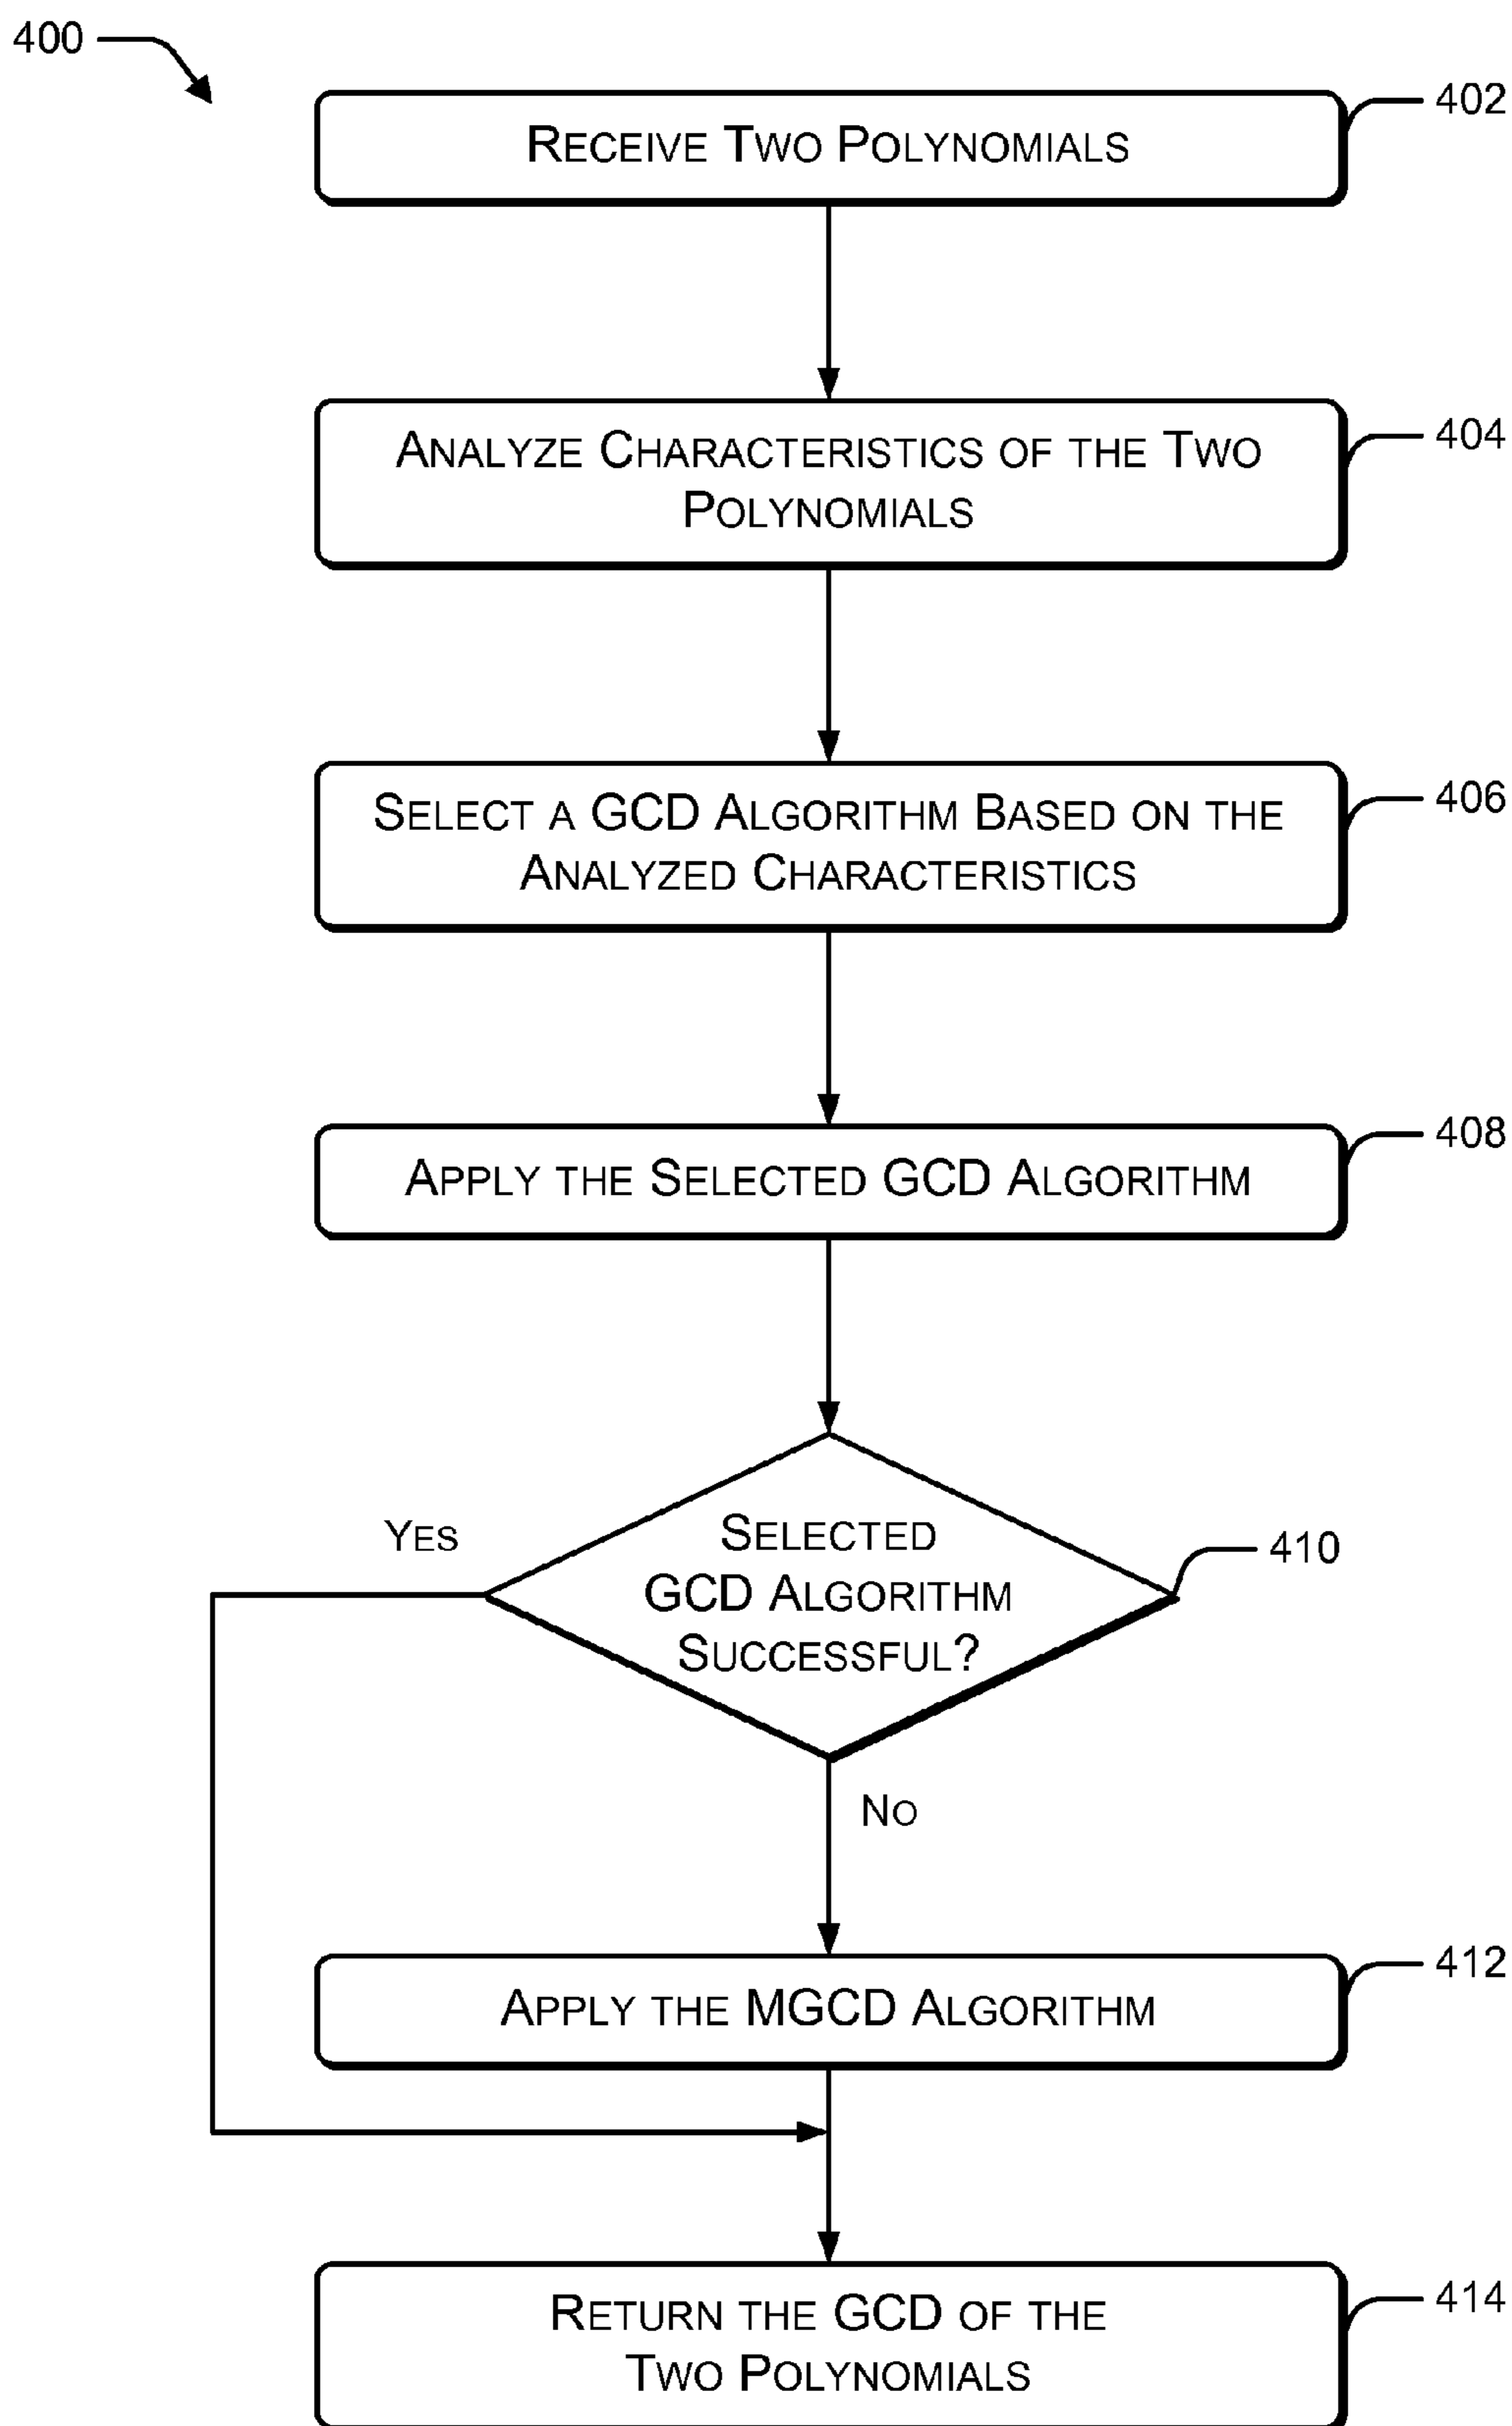 400
402
RECEIVE TWO POLYNOMIALS
404
ANALYZE CHARACTERISTICS OF THE TWO
POLYNOMIALS
406
SELECT A GCD ALGORITHM BASED ON THE
ANALYZED CHARACTERISTICS
408
APPLY THE SELECTED GCD ALGORITHM
YES
SELECTED
GCD ALGORITHM
SUCCESSFUL?
410
NO
412
APPLY THE MGCD ALGORITHM
414
RETURN THE GCD OF THE
TWO POLYNOMIALS